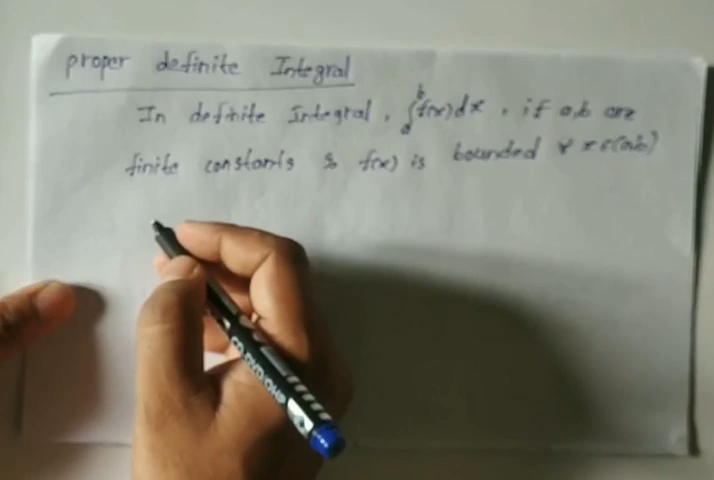 proper definite Integral
In definite Integral, ∫ₐᵇ f(x)dx, if a,b are
finite constants & f(x) is bounded ∀ x ∈ (a,b)